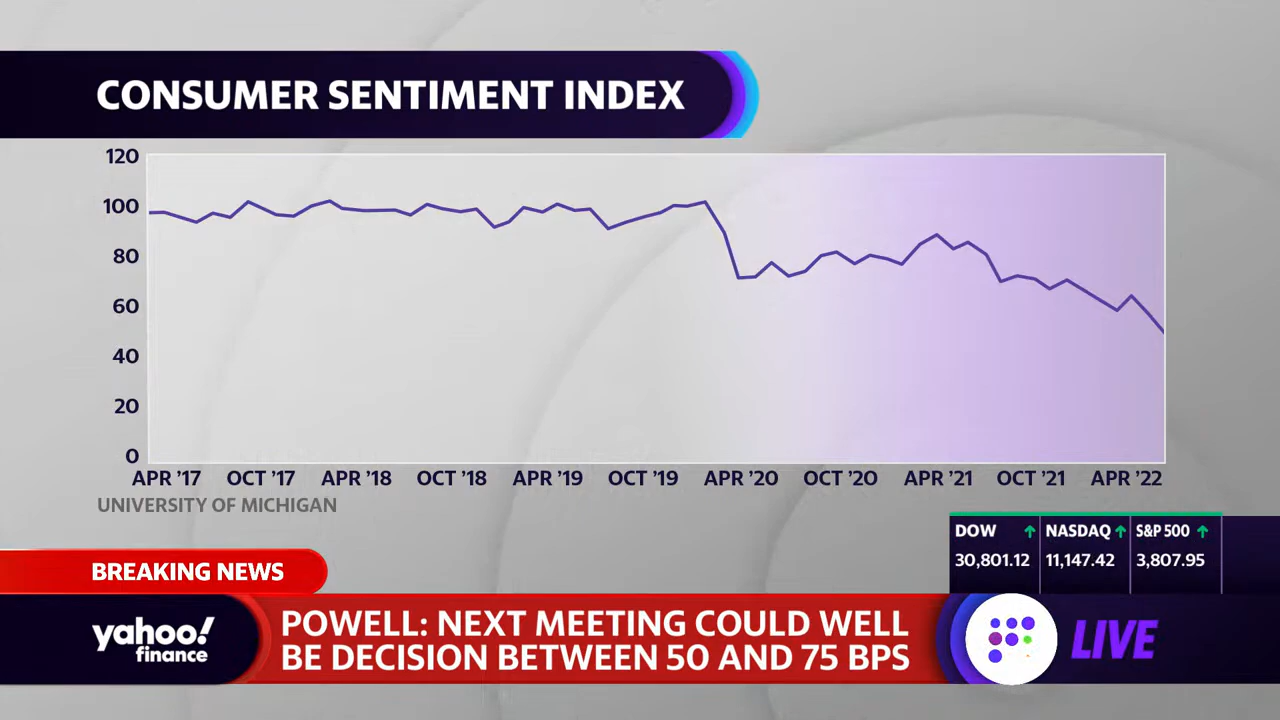 CONSUMER SENTIMENT INDEX
120
100
80
60
40
20
0
APR ’17 OCT ’17 APR ’18 OCT ’18 APR ’19 OCT ’19 APR ’20 OCT ’20 APR ’21 OCT ’21 APR ’22
UNIVERSITY OF MICHIGAN
DOW NASDAQ S&P 500
30,801.12 11,147.42 3,807.95
BREAKING NEWS
yahoo!
finance
POWELL: NEXT MEETING COULD WELL
BE DECISION BETWEEN 50 AND 75 BPS
LIVE